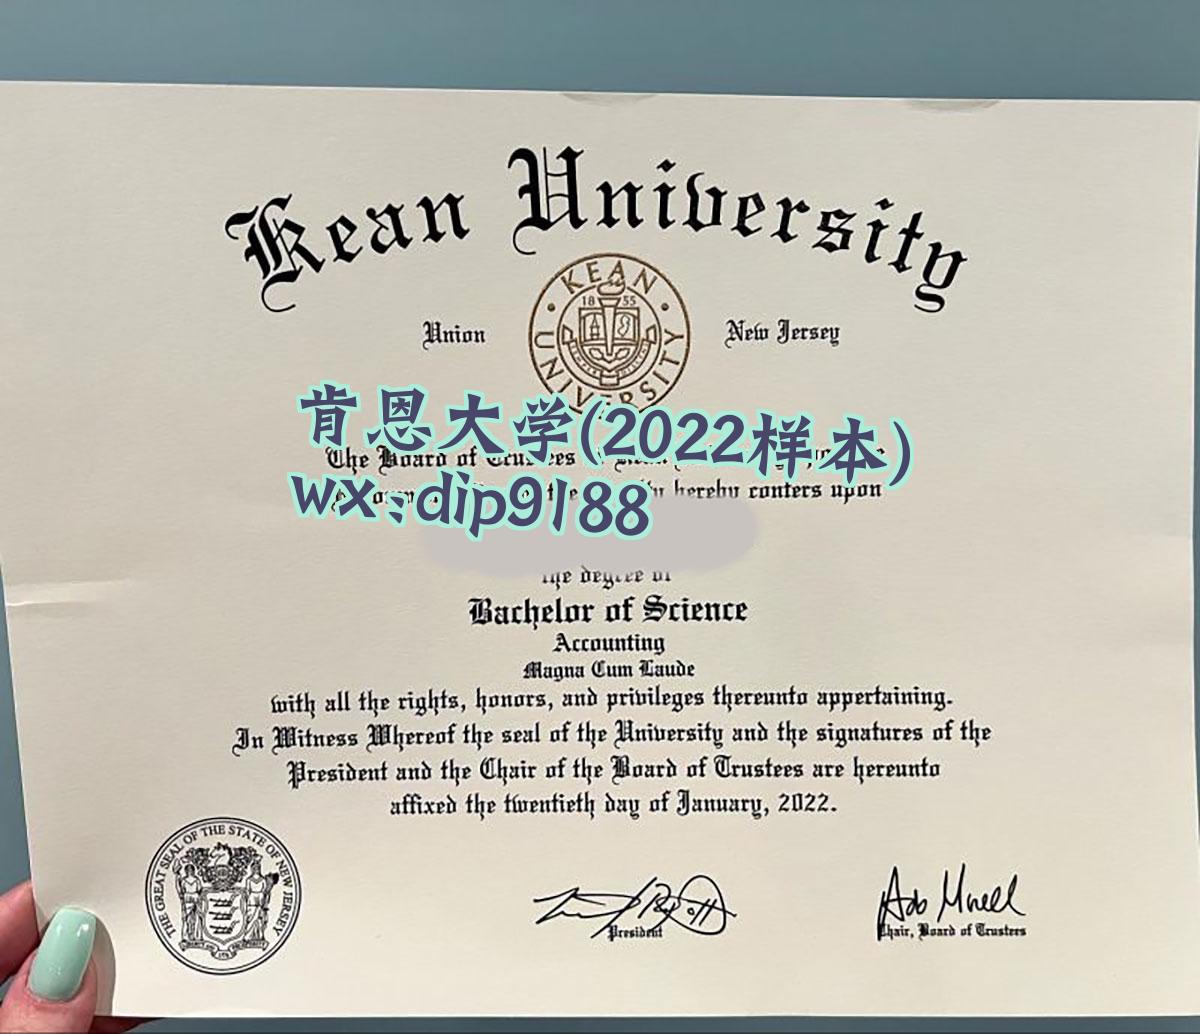 Kean University
KEAN UNIVERSITY
18 55
Union
New Jersey
肯恩大学(2022样本)
The Board of
wx:dip9188
hereby confers upon
the degree of
Bachelor of Science
Accounting
Magna Cum Laude
with all the rights, honors, and privileges thereunto appertaining.
In Witness Whereof the seal of the University and the signatures of the
President and the Chair of the Board of Trustees are hereunto
affixed the twentieth day of January, 2022.
THE GREAT SEAL OF THE STATE OF NEW JERSEY
President
Chair, Board of Trustees